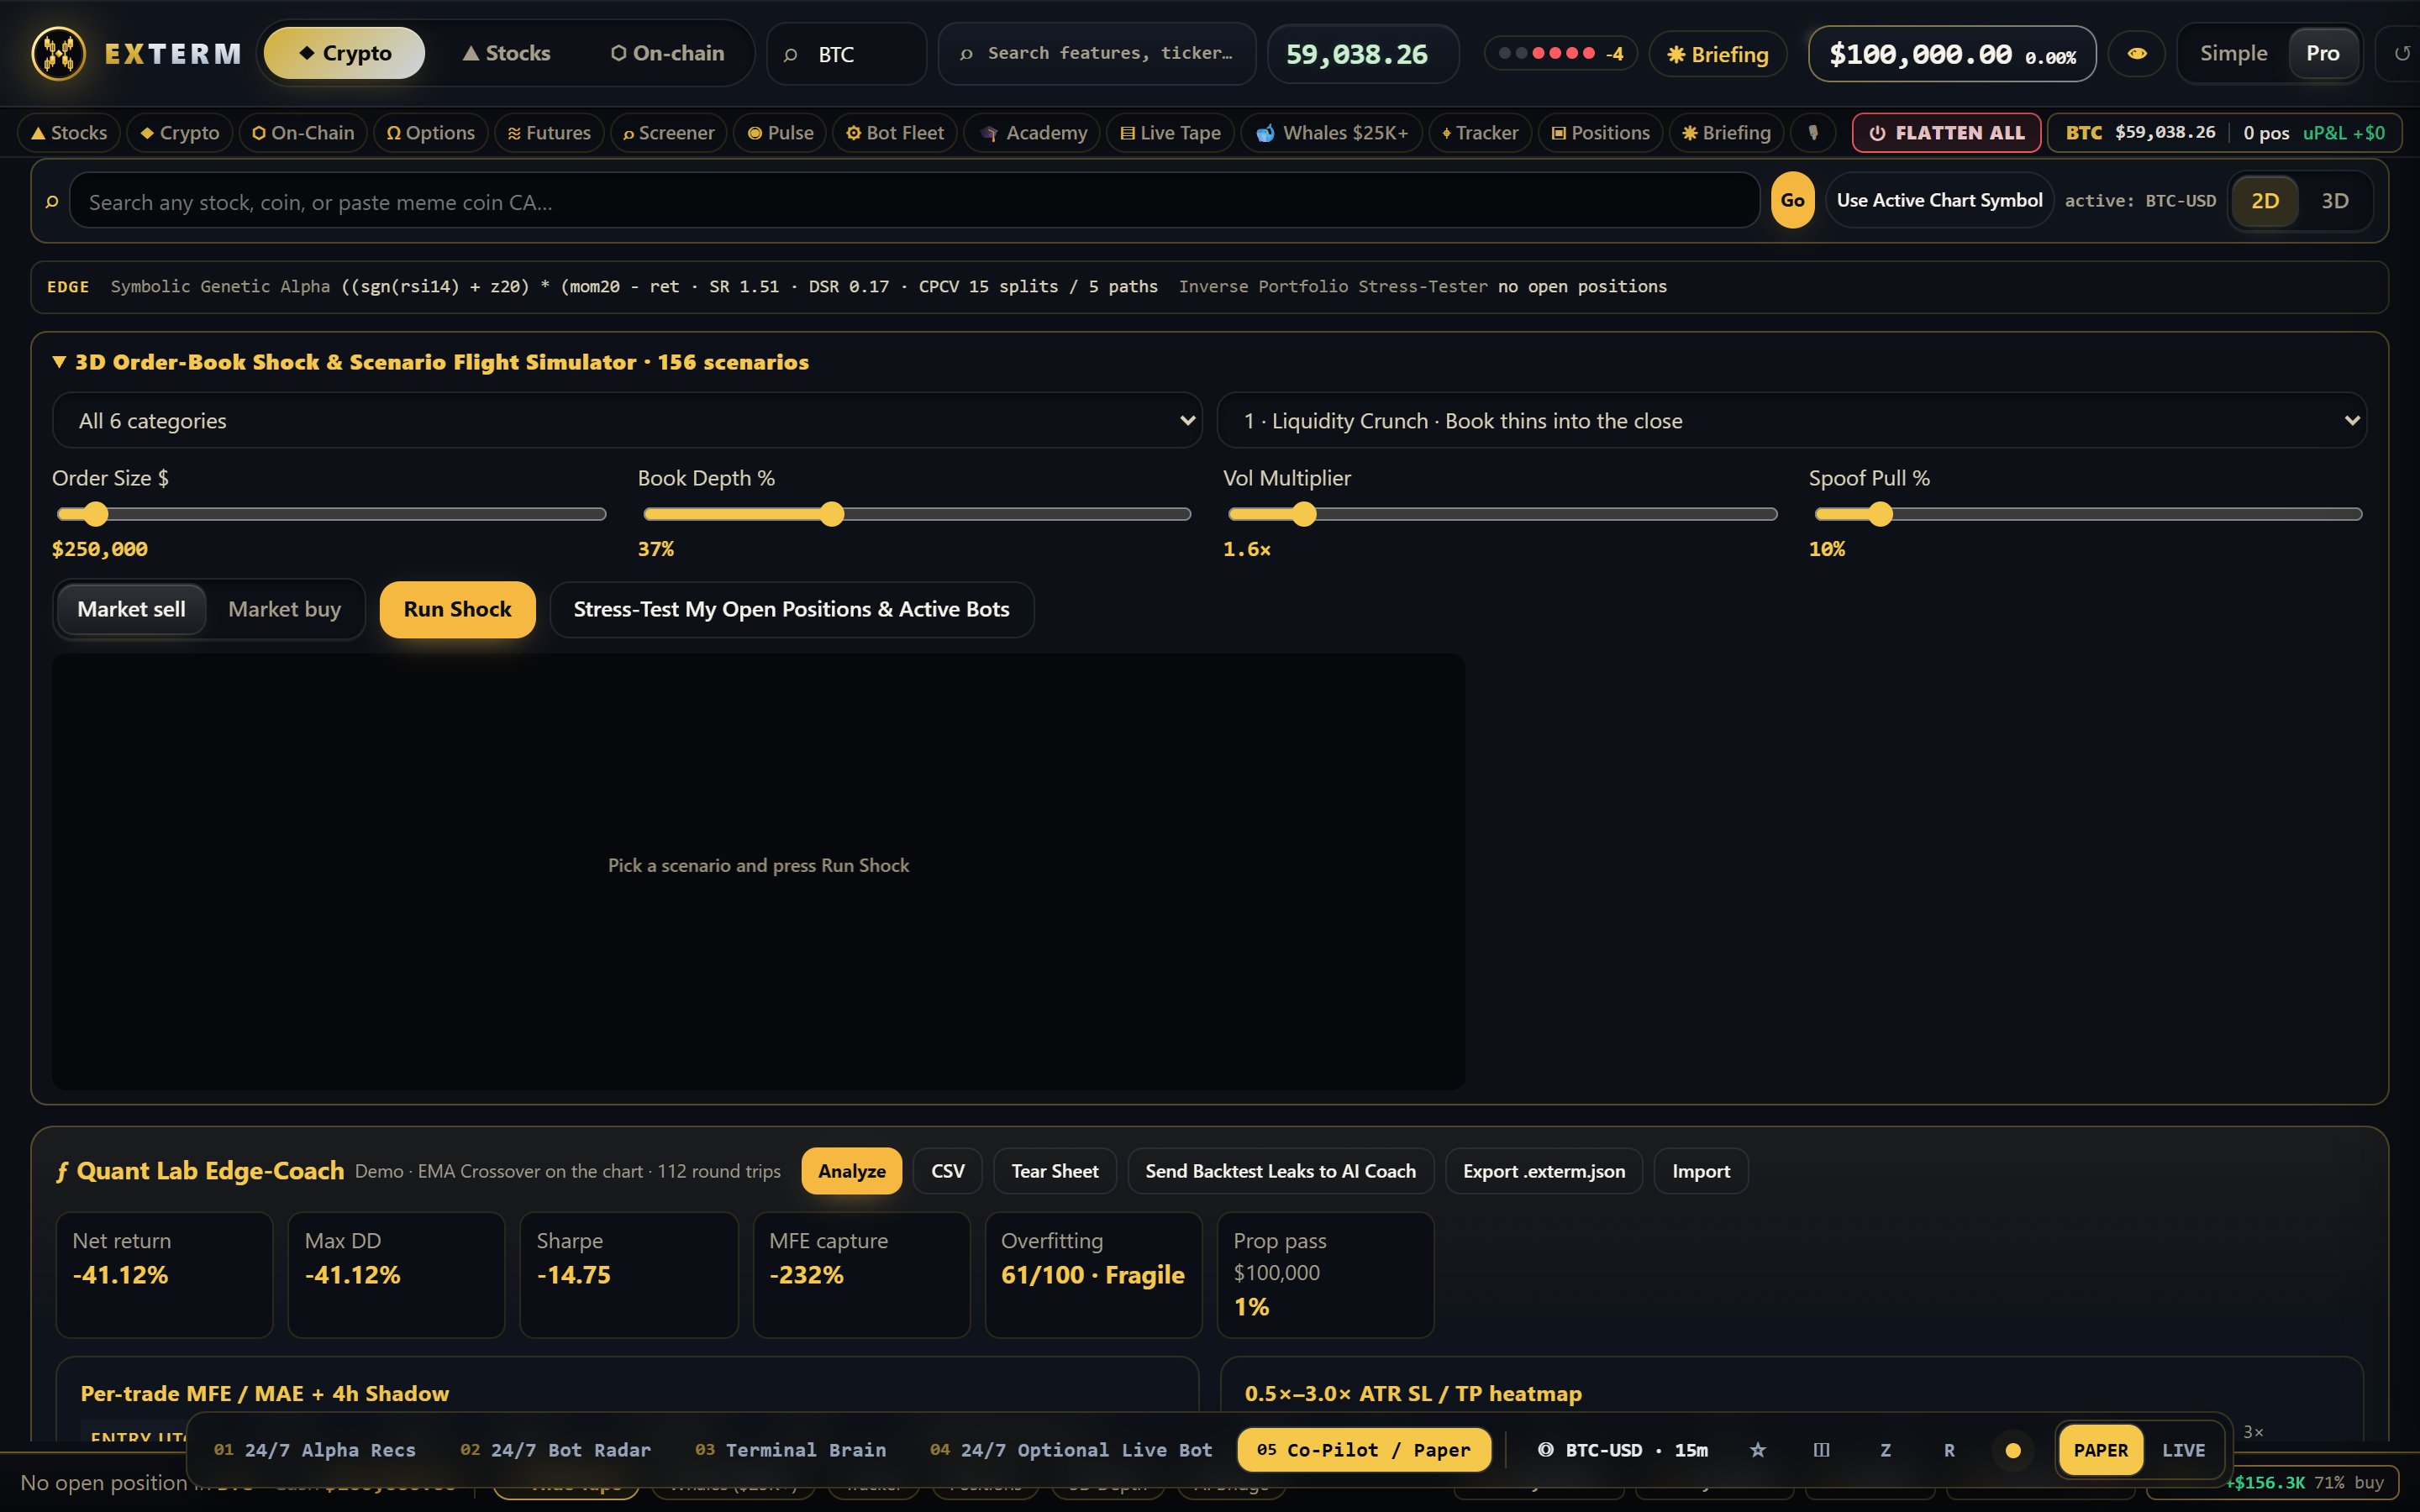 EXTERM
Crypto
Stocks
On-chain
BTC
Search features, ticker…
59,038.26
-4
Briefing
$100,000.00 0.00%
Simple
Pro
Stocks
Crypto
On-Chain
Options
Futures
Screener
Pulse
Bot Fleet
Academy
Live Tape
Whales $25K+
Tracker
Positions
Briefing
FLATTEN ALL
BTC $59,038.26 0 pos uP&L +$0
Search any stock, coin, or paste meme coin CA...
Go
Use Active Chart Symbol
active: BTC-USD
2D
3D
EDGE Symbolic Genetic Alpha ((sgn(rsi14) + z20) * (mom20 - ret · SR 1.51 · DSR 0.17 · CPCV 15 splits / 5 paths Inverse Portfolio Stress-Tester no open positions
▼ 3D Order-Book Shock & Scenario Flight Simulator · 156 scenarios
All 6 categories
1 · Liquidity Crunch · Book thins into the close
Order Size $
Book Depth %
Vol Multiplier
Spoof Pull %
$250,000
37%
1.6×
10%
Market sell
Market buy
Run Shock
Stress-Test My Open Positions & Active Bots
Pick a scenario and press Run Shock
ƒ Quant Lab Edge-Coach Demo · EMA Crossover on the chart · 112 round trips
Analyze
CSV
Tear Sheet
Send Backtest Leaks to AI Coach
Export .exterm.json
Import
Net return
-41.12%
Max DD
-41.12%
Sharpe
-14.75
MFE capture
-232%
Overfitting
61/100 · Fragile
Prop pass
$100,000
1%
Per-trade MFE / MAE + 4h Shadow
0.5×–3.0× ATR SL / TP heatmap
3×
01 24/7 Alpha Recs
02 24/7 Bot Radar
03 Terminal Brain
04 24/7 Optional Live Bot
05 Co-Pilot / Paper
BTC-USD · 15m
Z
R
PAPER
LIVE
No open position
+$156.3K 71% buy